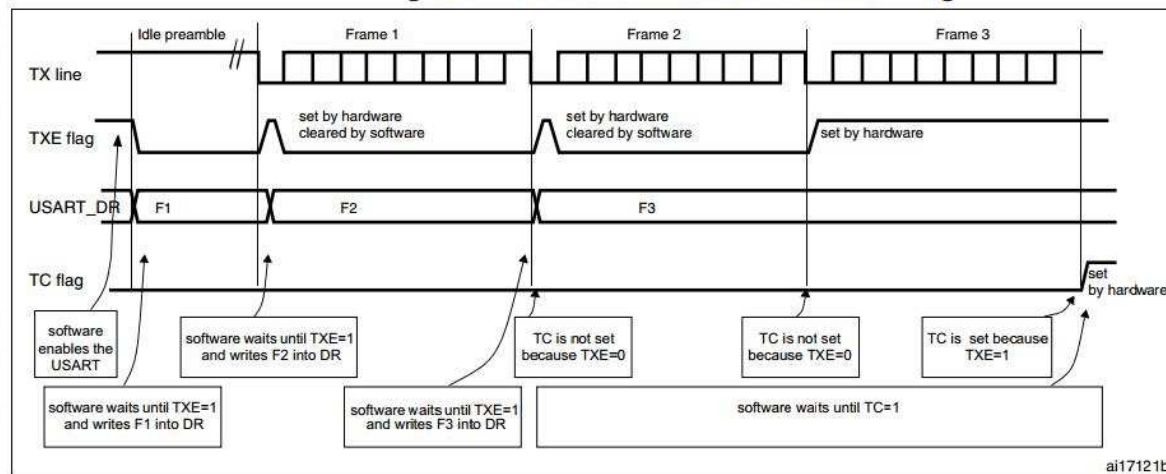 Idle preamble
Frame 1
Frame 2
Frame 3
TX line
TXE flag
set by hardware
cleared by software
set by hardware
cleared by software
set by hardware
USART_DR
F1
F2
F3
TC flag
set
by hardware
software
enables the
USART
software waits until TXE=1
and writes F2 into DR
TC is not set
because TXE=0
TC is not set
because TXE=0
TC is set because
TXE=1
software waits until TXE=1
and writes F1 into DR
software waits until TXE=1
and writes F3 into DR
software waits until TC=1
ai17121b